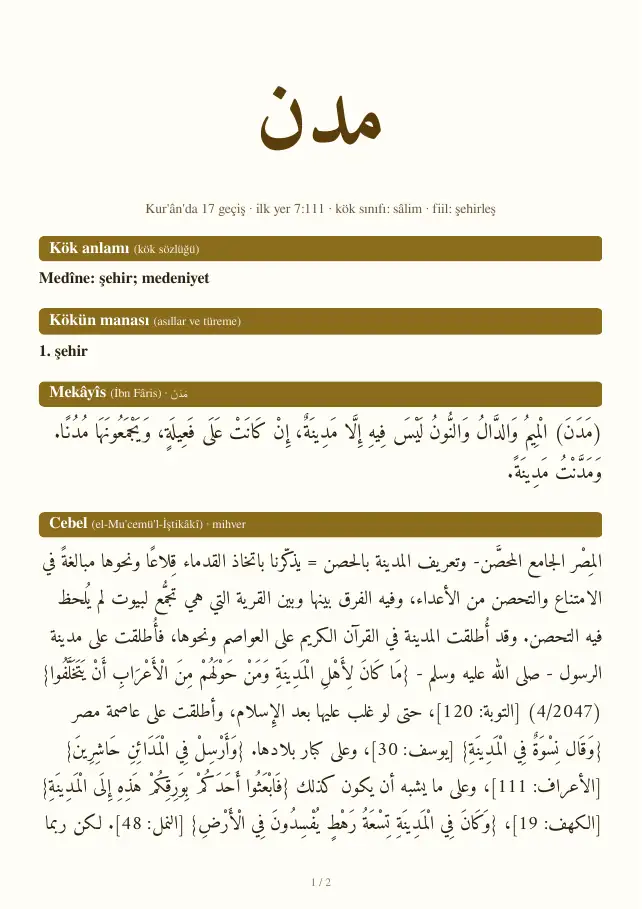 مدن
Kur'ân'da 17 geçiş · ilk yer 7:111 · kök sınıfı: sâlim · fiil: şehirleş
Kök anlamı (kök sözlüğü)
Medîne: şehir; medeniyet
Kökün manası (asıllar ve türeme)
1. şehir
Mekâyîs (İbn Fâris) · مَدَنَ
(مَدَنَ) الْمِيمُ وَالدَّالُ وَالنُّونُ لَيْسَ فِيهِ إِلَّا مَدِينَةٌ، إِنْ كَانَتْ عَلَى فَعِيلَةٍ، وَيَجْمَعُونَهَا مُدُنًا.
وَمَدَّنْتُ مَدِينَةً.
Cebel (el-Mu'cemü'l-İştikâkî) · mihver
المِصْر الجامع المحصَّن- وتعريف المدينة بالحصن = يذكّرنا باتخاذ القدماء قِلاعًا ونحوها مبالغةً في
الامتناع والتحصن من الأعداء، وفيه الفرق بينها وبين القرية التي هي تجمُّع لبيوت لم يُلحظ
فيه التحصن. وقد أُطلقت المدينة في القرآن الكريم على العواصم ونحوها، فأُطلقت على مدينة
الرسول - صلى الله عليه وسلم - {مَا كَانَ لِأَهْلِ الْمَدِينَةِ وَمَنْ حَوْلَهُمْ مِنَ الْأَعْرَابِ أَنْ يَتَخَلَّفُوا}
(4/2047) [التوبة: 120]، حتى لو غلب عليها بعد الإسلام، وأطلقت على عاصمة مصر
{وَقَال نِسْوَةٌ فِي الْمَدِينَةِ} [يوسف: 30]، وعلى كبار بلادها. {وَأَرْسِلْ فِي الْمَدَائِنِ حَاشِرِينَ}
[الأعراف: 111]، وعلى ما يشبه أن يكون كذلك {فَابْعَثُوا أَحَدَكُمْ بِوَرِقِكُمْ هَذِهِ إِلَى الْمَدِينَةِ}
[الكهف: 19]، {وَكَانَ فِي الْمَدِينَةِ تِسْعَةُ رَهْطٍ يُفْسِدُونَ فِي الْأَرْضِ} [النمل: 48]. لكن ربما
1 / 2